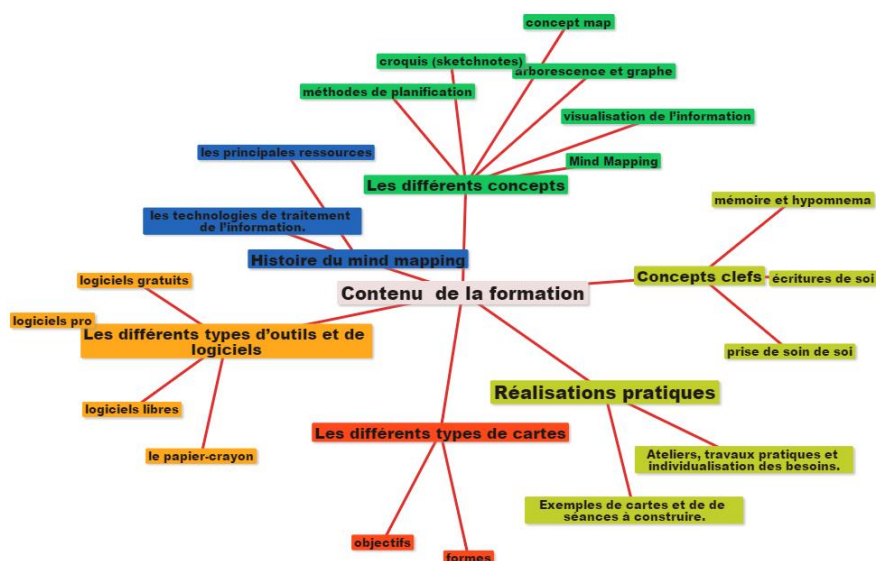 concept map
croquis (sketchnotes)
arborescence et graphe
méthodes de planification
visualisation de l'information
les principales ressources
Mind Mapping
Les différents concepts
mémoire et hypomnema
les technologies de traitement
de l'information.
Histoire du mind mapping
Concepts clefs
écritures de soi
logiciels gratuits
Contenu de la formation
logiciels pro
Les différents types d'outils et de
logiciels
prise de soin de soi
Réalisations pratiques
logiciels libres
Les différents types de cartes
le papier-crayon
Ateliers, travaux pratiques et
individualisation des besoins.
Exemples de cartes et de de
séances à construire.
objectifs
formes